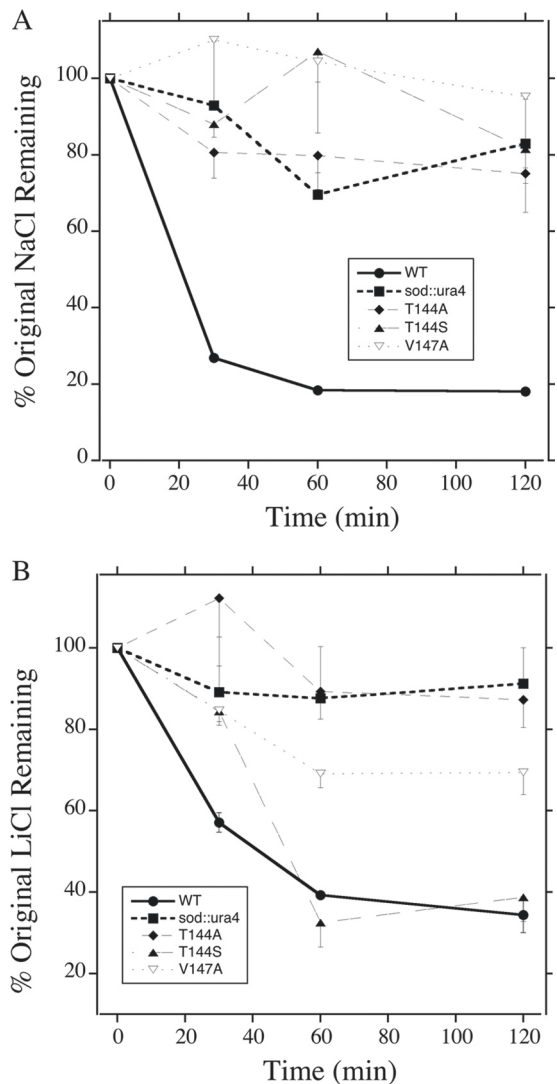 A
% Original NaCl Remaining
100
80
60
40
20
0
WT
sod::ura4
T144A
T144S
V147A
0 20 40 60 80 100 120
Time (min)
B
% Original LiCl Remaining
100
80
60
40
20
WT
sod::ura4
T144A
T144S
V147A
0 20 40 60 80 100 120
Time (min)